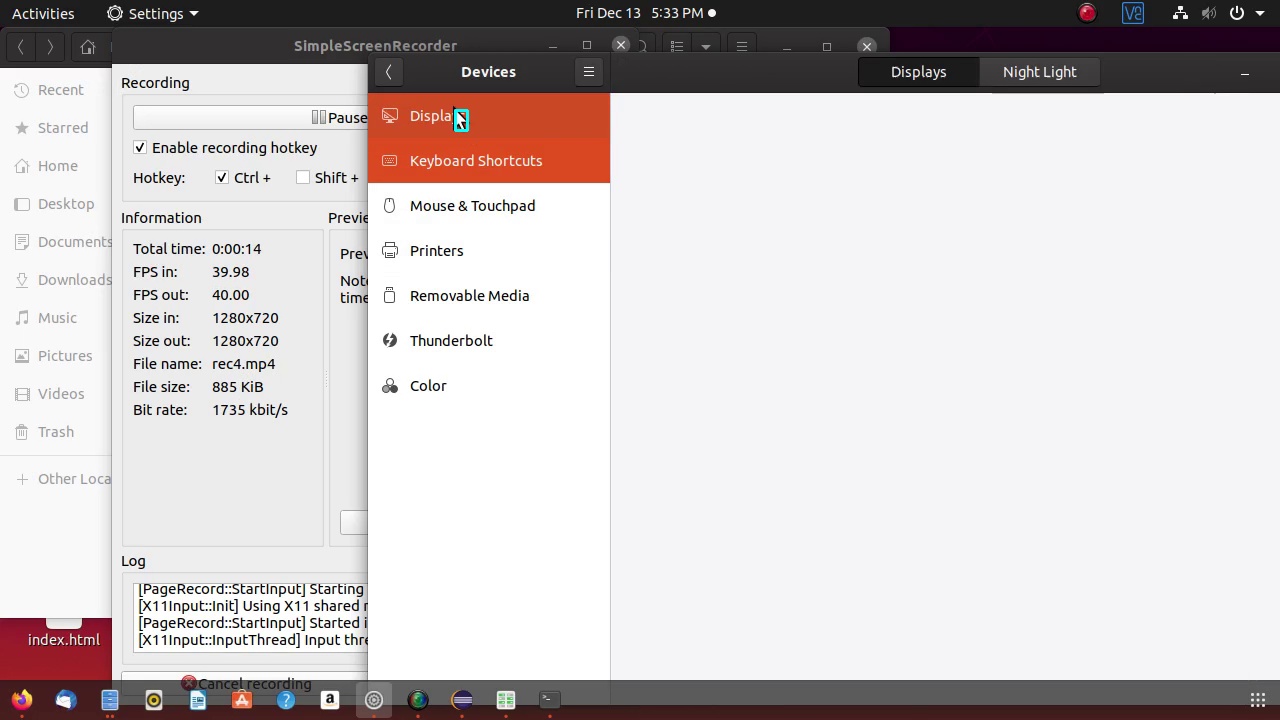 Activities
Settings
Fri Dec 13 5:33 PM
V2
SimpleScreenRecorder
Recent
Starred
Home
Desktop
Documents
Downloads
Music
Pictures
Videos
Trash
Other Loca
index.html
Recording
Pause
Enable recording hotkey
Hotkey:
Ctrl +
Shift +
Information
Total time: 0:00:14
FPS in: 39.98
FPS out: 40.00
Size in: 1280x720
Size out: 1280x720
File name: rec4.mp4
File size: 885 KiB
Bit rate: 1735 kbit/s
Previe
Prev
Note
time
Log
[PageRecord::StartInput] Starting
[X11Input::Init] Using X11 shared m
[PageRecord::StartInput] Started i
[X11Input::InputThread] Input thre
Cancel recording
Devices
Displays
Keyboard Shortcuts
Mouse & Touchpad
Printers
Removable Media
Thunderbolt
Color
Displays
Night Light